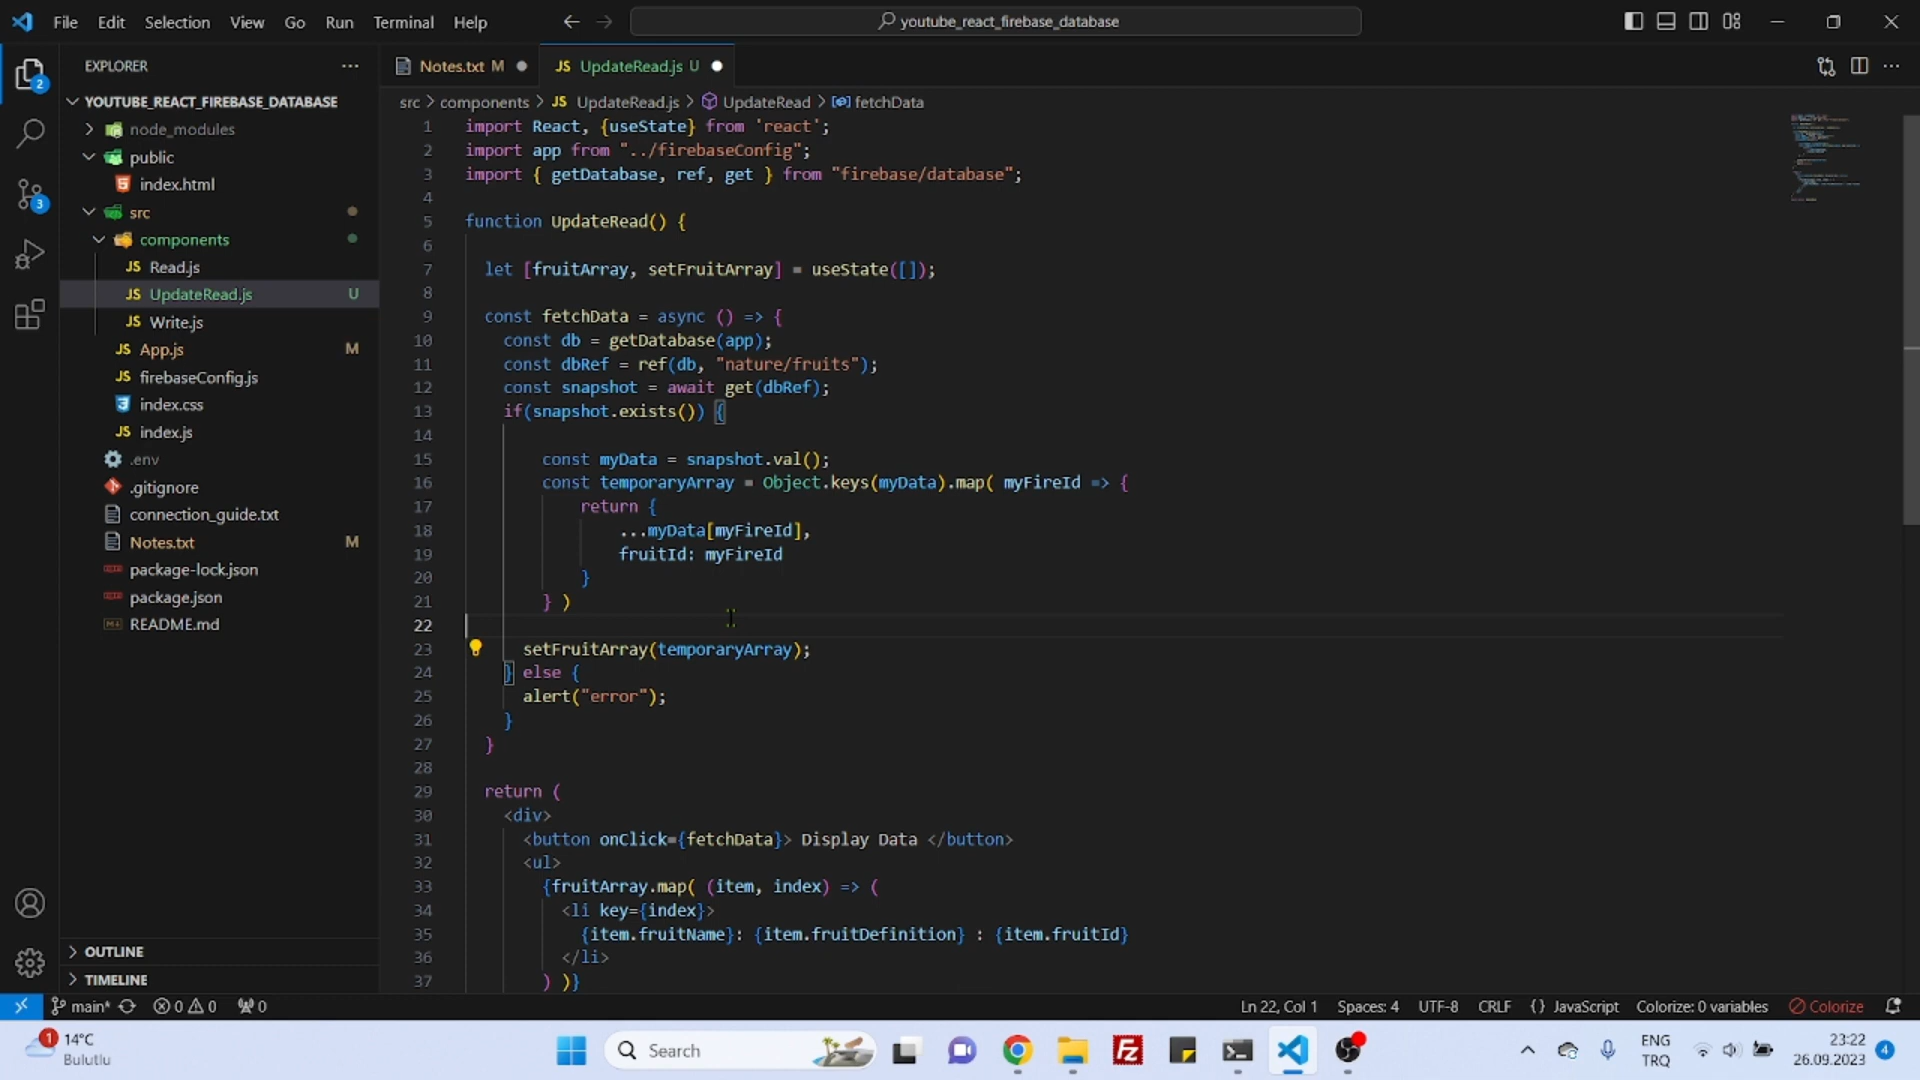 File Edit Selection View Go Run Terminal Help
youtube_react_firebase_database
EXPLORER
YOUTUBE_REACT_FIREBASE_DATABASE
node_modules
public
index.html
src
components
Read.js
UpdateRead.js U
Write.js
App.js M
firebaseConfig.js
index.css
index.js
.env
.gitignore
connection_guide.txt
Notes.txt M
package-lock.json
package.json
README.md
OUTLINE
TIMELINE
2
3
Notes.txt M
JS UpdateRead.js U
src > components > JS UpdateRead.js > UpdateRead > fetchData
1 import React, {useState} from 'react';
2 import app from "../firebaseConfig";
3 import { getDatabase, ref, get } from "firebase/database";
4
5 function UpdateRead() {
6
7 let [fruitArray, setFruitArray] = useState([]);
8
9 const fetchData = async () => {
10 const db = getDatabase(app);
11 const dbRef = ref(db, "nature/fruits");
12 const snapshot = await get(dbRef);
13 if(snapshot.exists()) {
14
15 const myData = snapshot.val();
16 const temporaryArray = Object.keys(myData).map( myFireId => {
17 return {
18 ...myData[myFireId],
19 fruitId: myFireId
20 }
21 } )
22
23 setFruitArray(temporaryArray);
24 } else {
25 alert("error");
26 }
27 }
28
29 return (
30 <div>
31 <button onClick={fetchData}> Display Data </button>
32 <ul>
33 {fruitArray.map( (item, index) => (
34 <li key={index}>
35 {item.fruitName}: {item.fruitDefinition} : {item.fruitId}
36 </li>
37 ) )}
main* 0 0 0
Ln 22, Col 1 Spaces: 4 UTF-8 CRLF {} JavaScript Colorize: 0 variables Colorize
1
14°C
Bulutlu
Search
ENG
TRQ
23:22
26.09.2023
4